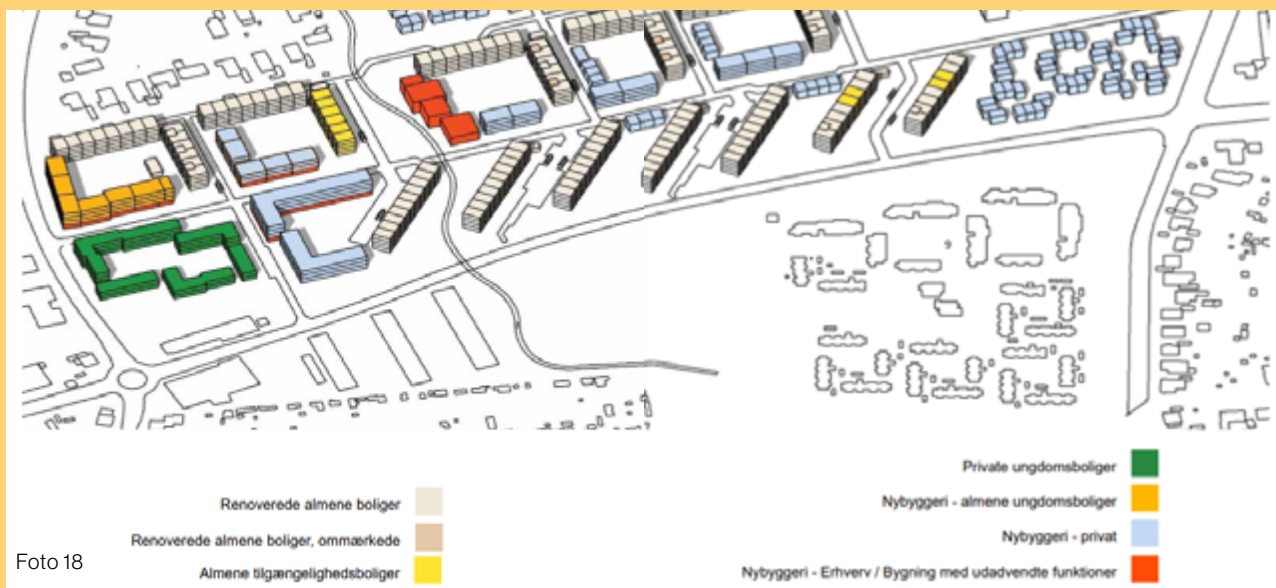 9
Renoverede almene boliger
Renoverede almene boliger, ommærkede
Almene tilgængelighedsboliger
Private ungdomsboliger
Nybyggeri - almene ungdomsboliger
Nybyggeri - privat
Nybyggeri - Erhverv / Bygning med udadvendte funktioner
Foto 18